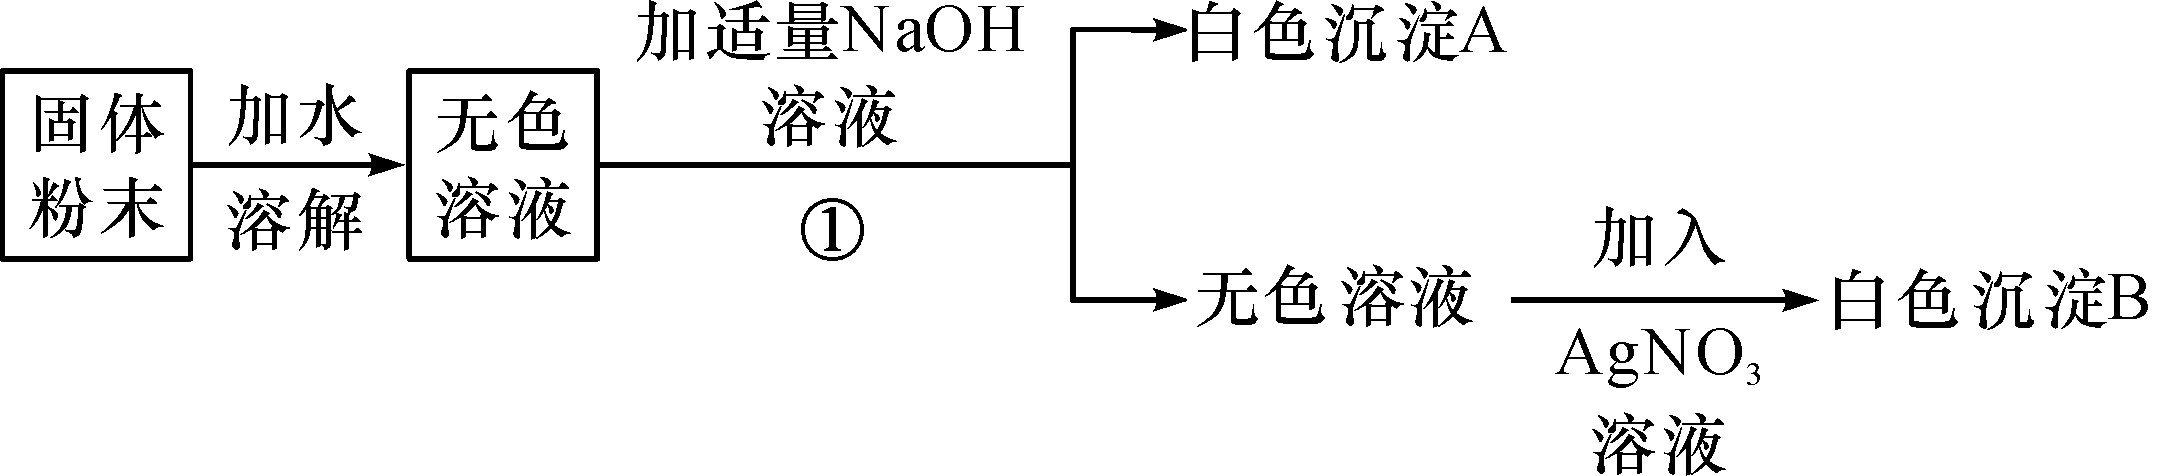 固体
粉末
加水
溶解
无色
溶液
加适量NaOH
溶液
①
白色沉淀A
无色溶液
加入
AgNO₃
溶液
白色沉淀B